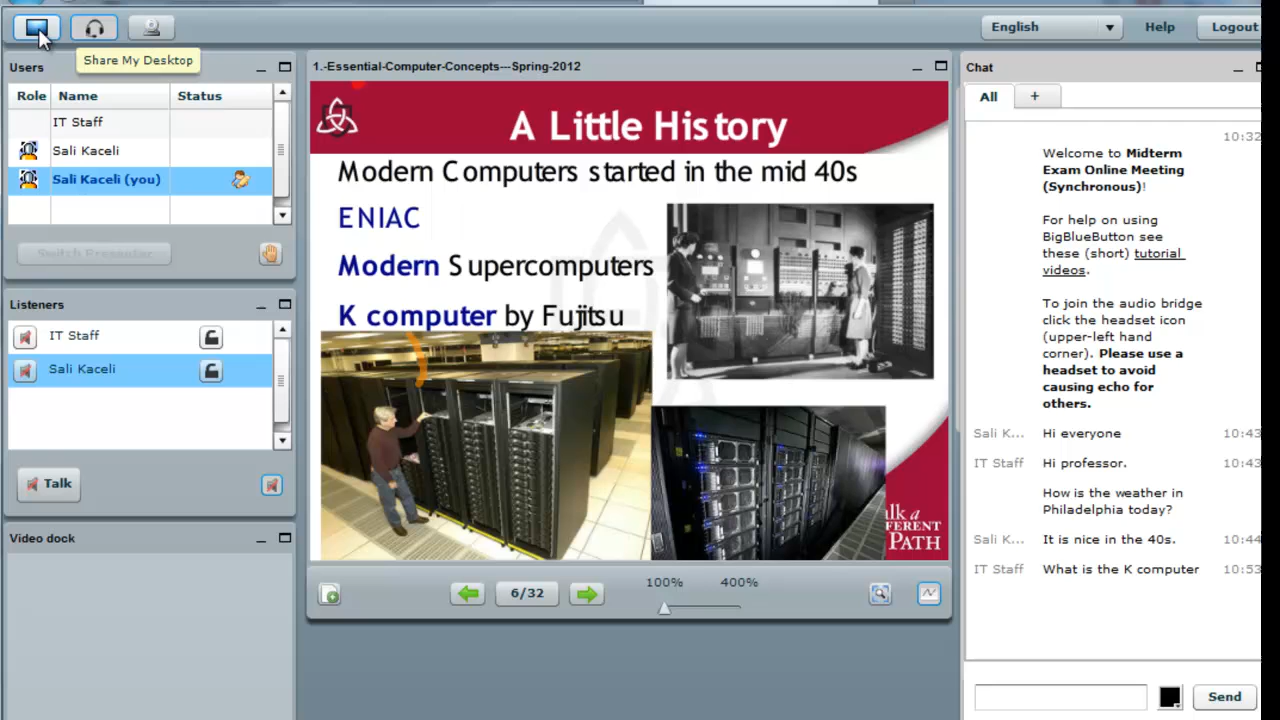 English
Help
Logout
Share My Desktop
Users
Role Name Status
IT Staff
Sali Kaceli
Sali Kaceli (you)
Switch Presenter
Listeners
IT Staff
Sali Kaceli
Talk
Video dock
1.-Essential-Computer-Concepts---Spring-2012
A Little History
Modern Computers started in the mid 40s
ENIAC
Modern Supercomputers
K computer by Fujitsu
PATH
6/32
100% 400%
Chat
All +
10:32
Welcome to Midterm
Exam Online Meeting
(Synchronous)!
For help on using
BigBlueButton see
these (short) tutorial
videos.
To join the audio bridge
click the headset icon
(upper-left hand
corner). Please use a
headset to avoid
causing echo for
others.
Sali K... Hi everyone 10:43
IT Staff Hi professor. 10:43
How is the weather in
Philadelphia today?
Sali K... It is nice in the 40s. 10:44
IT Staff What is the K computer 10:53
Send